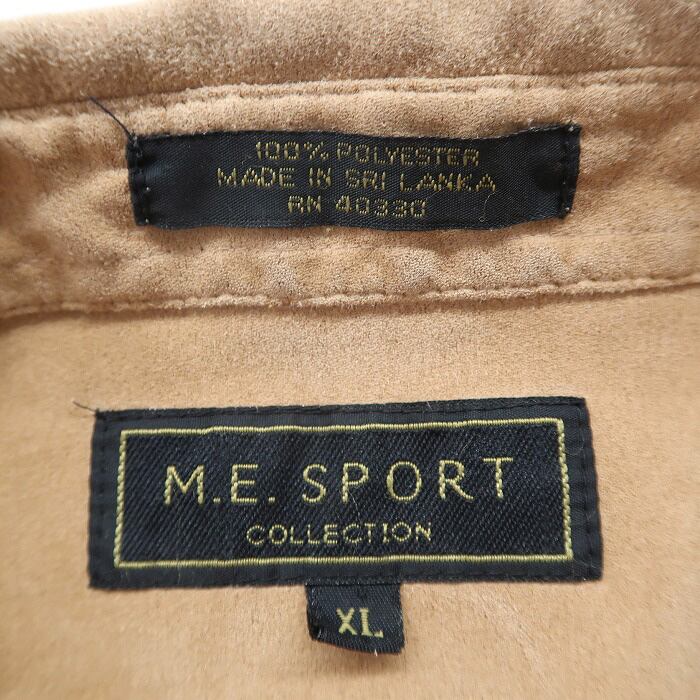 100% POLYESTER
MADE IN SRI LANKA
RN 40330
M.E. SPORT
COLLECTION
XL